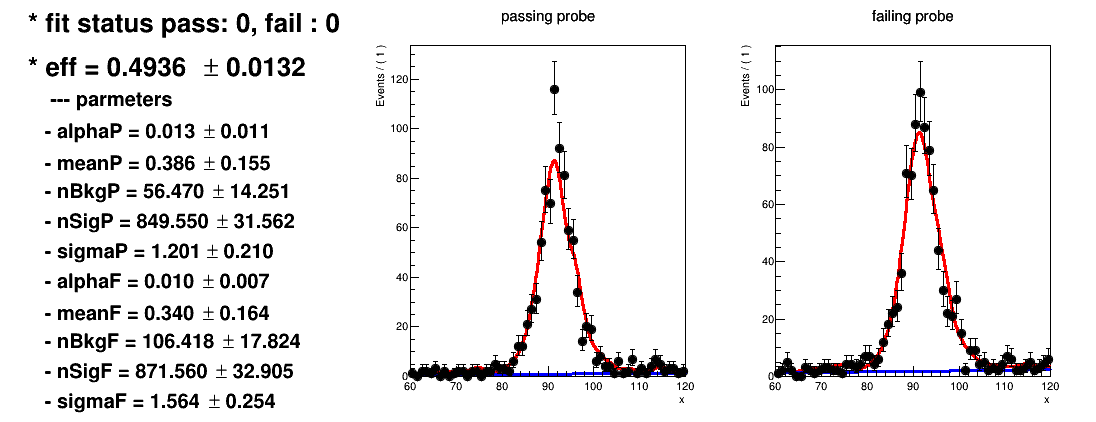 * fit status pass: 0, fail : 0
* eff = 0.4936 ± 0.0132
--- parmeters
- alphaP = 0.013 ± 0.011
- meanP = 0.386 ± 0.155
- nBkgP = 56.470 ± 14.251
- nSigP = 849.550 ± 31.562
- sigmaP = 1.201 ± 0.210
- alphaF = 0.010 ± 0.007
- meanF = 0.340 ± 0.164
- nBkgF = 106.418 ± 17.824
- nSigF = 871.560 ± 32.905
- sigmaF = 1.564 ± 0.254
passing probe
Events / ( 1 )
120
100
80
60
40
20
0
60 70 80 90 100 110 120
x
failing probe
Events / ( 1 )
100
80
60
40
20
0
60 70 80 90 100 110 120
x